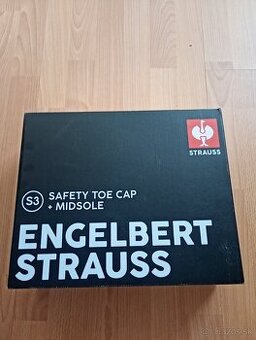 STRAUSS
S3
SAFETY TOE CAP
+ MIDSOLE
ENGELBERT
STRAUSS